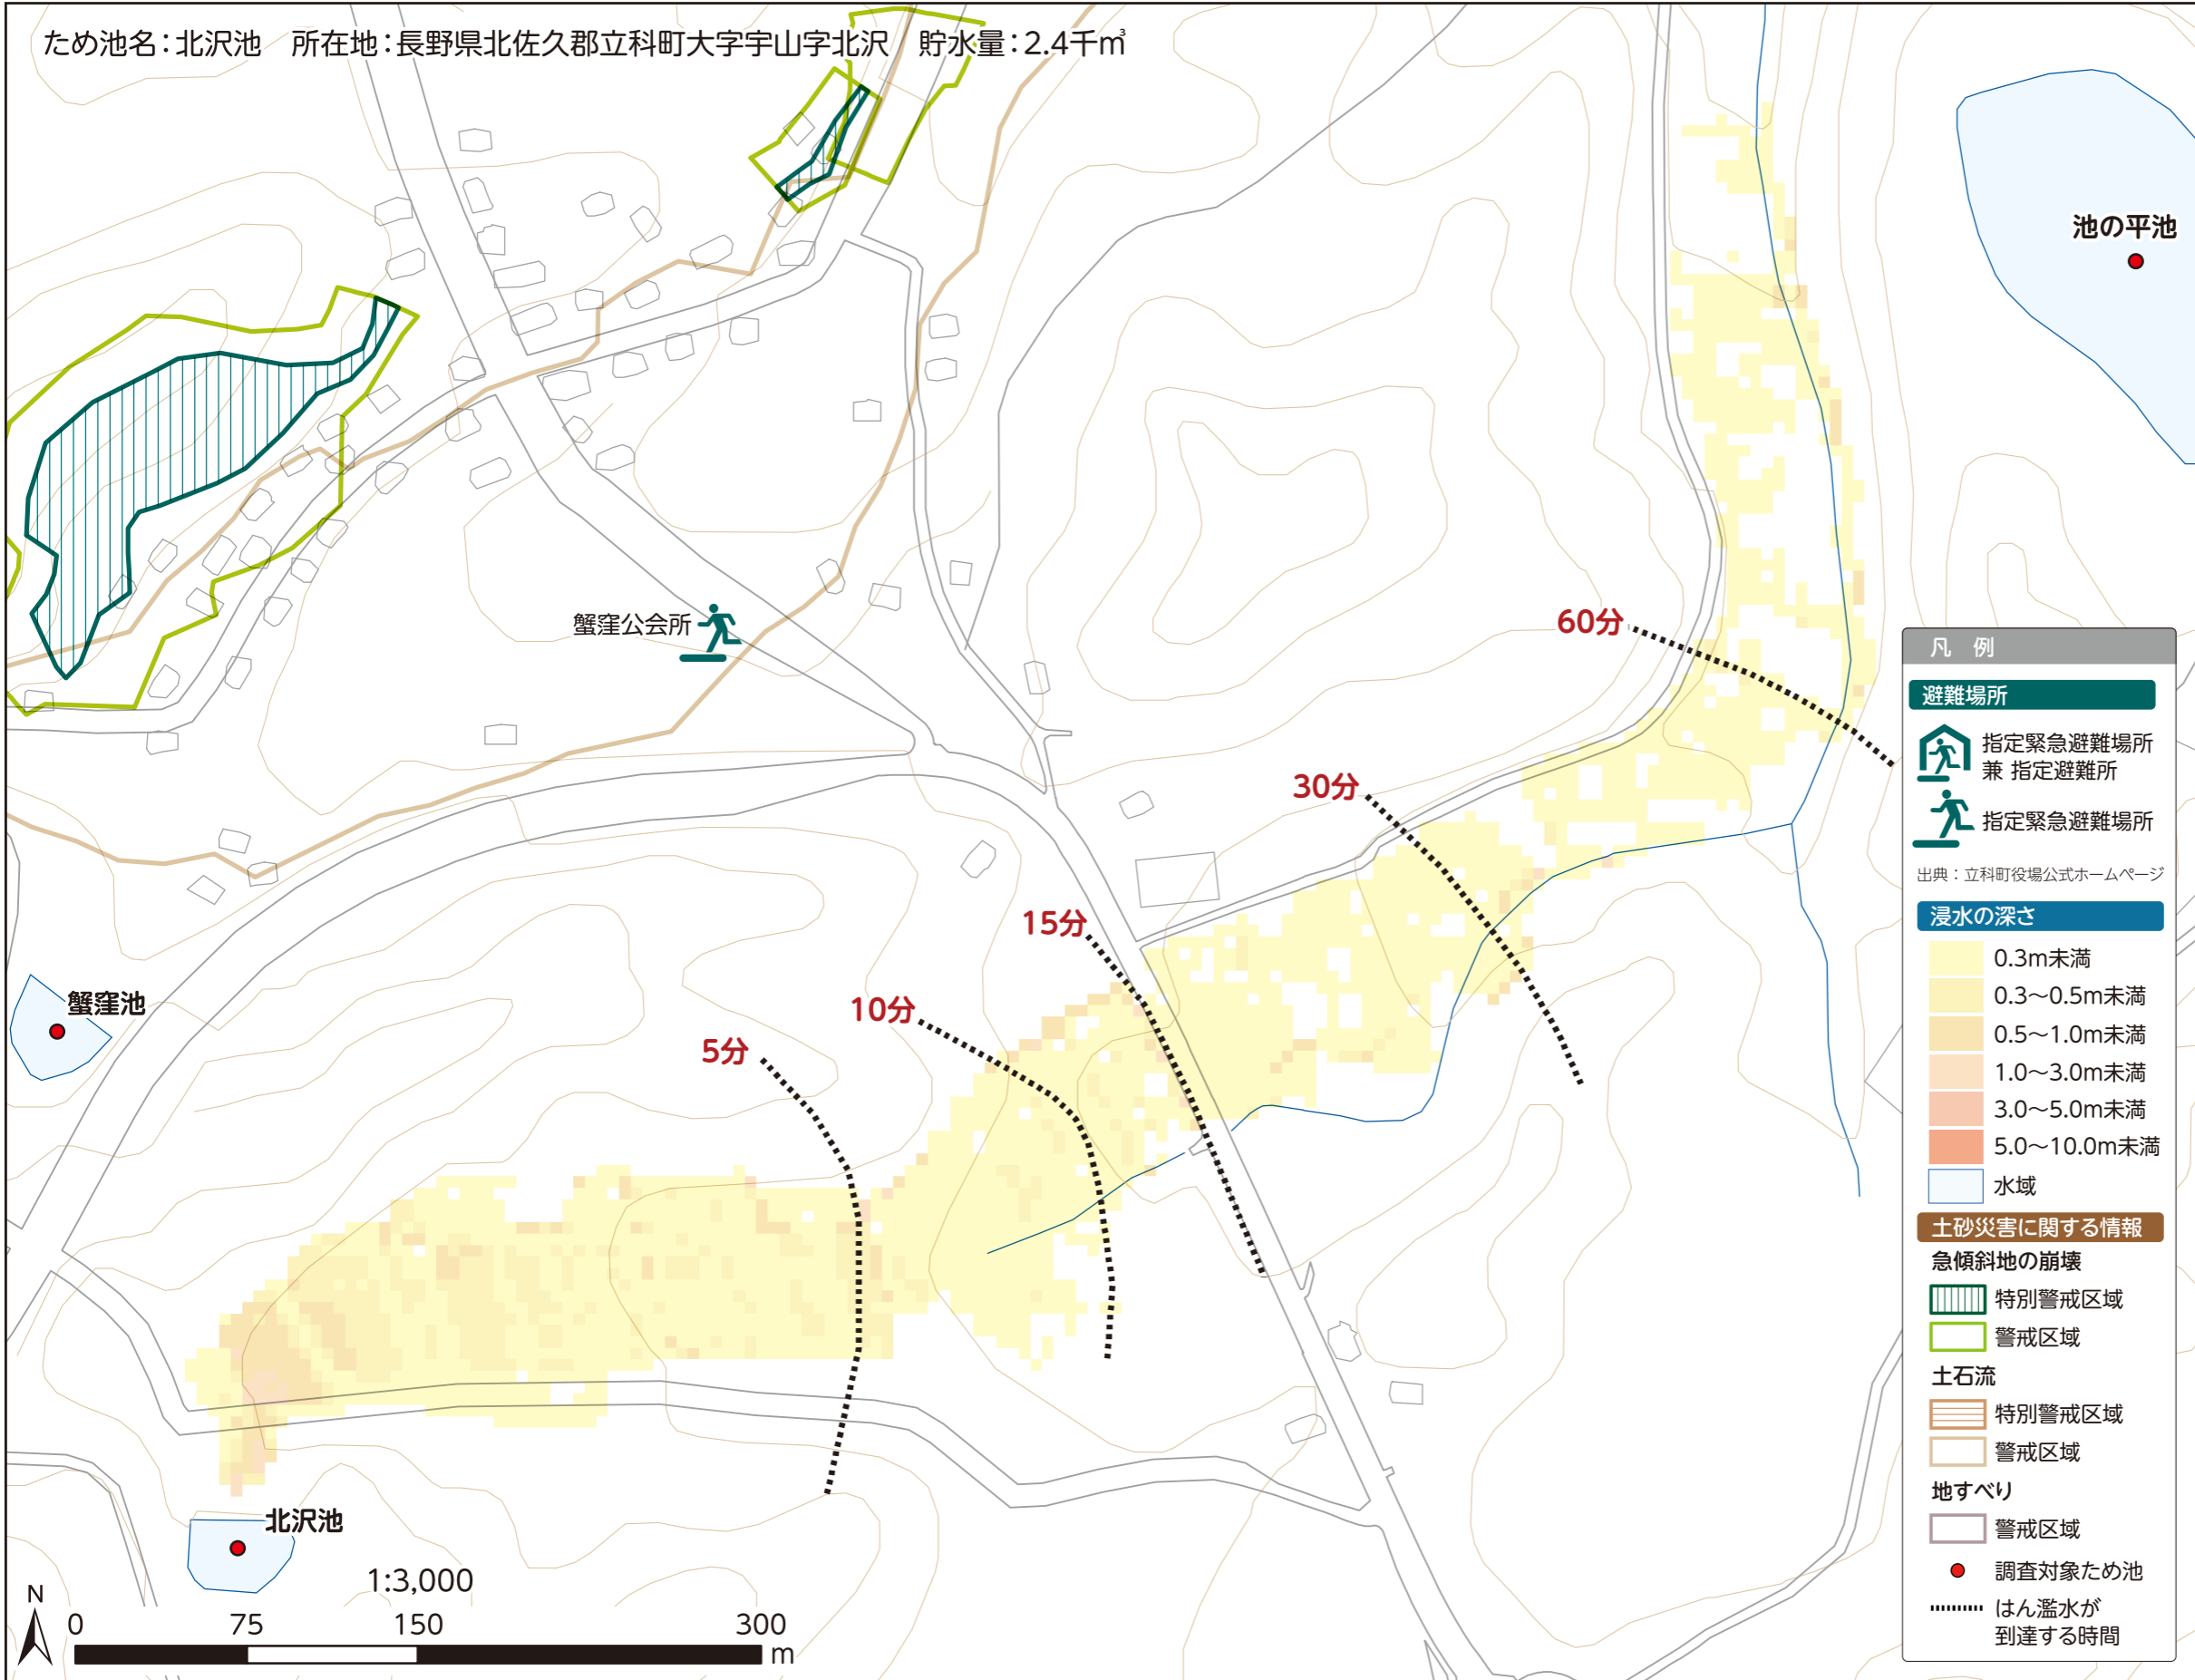 ため池名：北沢池　所在地：長野県北佐久郡立科町大字宇山字北沢　貯水量：2.4千㎥
池の平池
蟹窪公会所
60分
30分
15分
10分
5分
蟹窪池
北沢池
1:3,000
N
0 75 150 300
m
凡 例
避難場所
指定緊急避難場所
兼 指定避難所
指定緊急避難場所
出典：立科町役場公式ホームページ
浸水の深さ
0.3m未満
0.3～0.5m未満
0.5～1.0m未満
1.0～3.0m未満
3.0～5.0m未満
5.0～10.0m未満
水域
土砂災害に関する情報
急傾斜地の崩壊
特別警戒区域
警戒区域
土石流
特別警戒区域
警戒区域
地すべり
警戒区域
調査対象ため池
はん濫水が
到達する時間